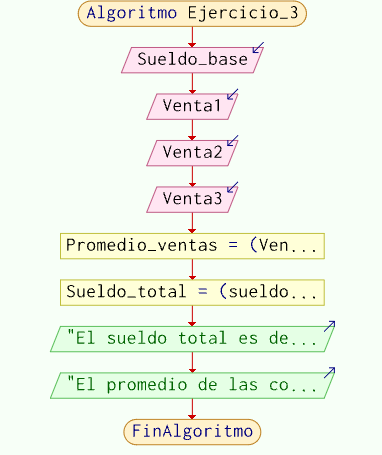 Algoritmo Ejercicio_3
Sueldo_base
Venta1
Venta2
Venta3
Promedio_ventas = (Ven...
Sueldo_total = (sueldo...
"El sueldo total es de...
"El promedio de las co...
FinAlgoritmo